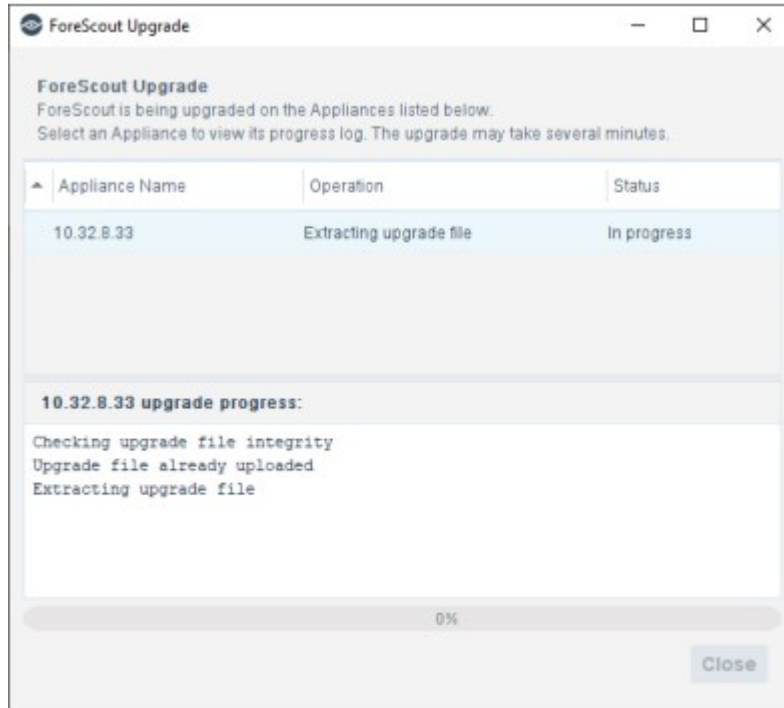 ForeScout Upgrade
ForeScout Upgrade
ForeScout is being upgraded on the Appliances listed below.
Select an Appliance to view its progress log. The upgrade may take several minutes.
Appliance Name Operation Status
10.32.8.33 Extracting upgrade file In progress
10.32.8.33 upgrade progress:
Checking upgrade file integrity
Upgrade file already uploaded
Extracting upgrade file
0%
Close